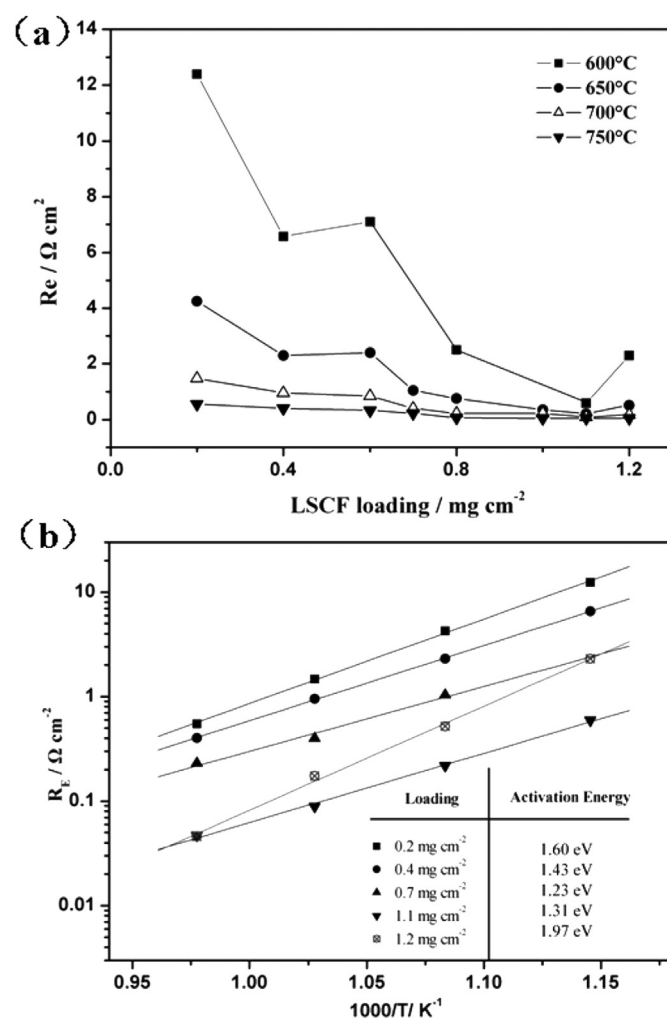 (a)
14
12
10
8
6
4
2
0
Re / Ω cm²
600°C
650°C
700°C
750°C
0.0 0.4 0.8 1.2
LSCF loading / mg cm⁻²
(b)
10
1
0.1
0.01
R_E / Ω cm⁻²
Loading Activation Energy
0.2 mg cm⁻² 1.60 eV
0.4 mg cm⁻² 1.43 eV
0.7 mg cm⁻² 1.23 eV
1.1 mg cm⁻² 1.31 eV
1.2 mg cm⁻² 1.97 eV
0.95 1.00 1.05 1.10 1.15
1000/T/ K⁻¹